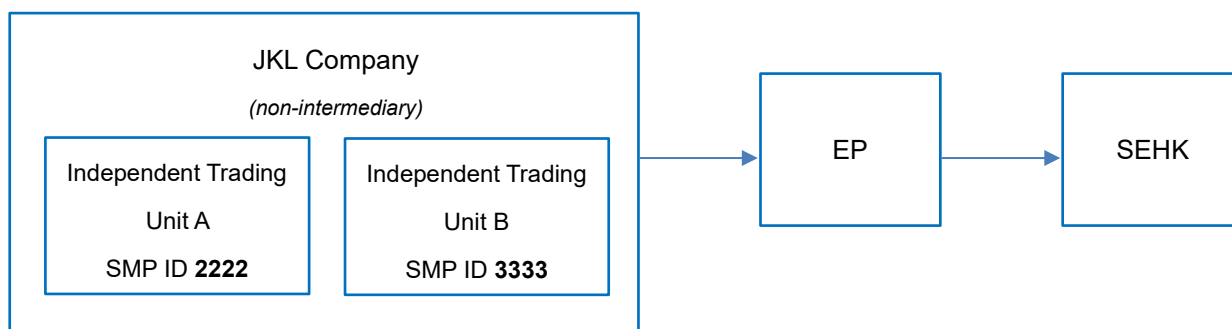 JKL Company
(non-intermediary)
Independent Trading
Unit A
SMP ID 2222
Independent Trading
Unit B
SMP ID 3333
EP
SEHK